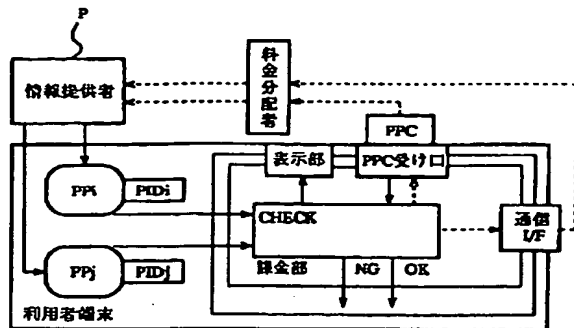 P
情報提供者
料金分配者
PPC
表示部
PPC受け口
PPi
PIDi
CHECK
通信
I/F
PPj
PIDj
課金部
NG
OK
利用者端末